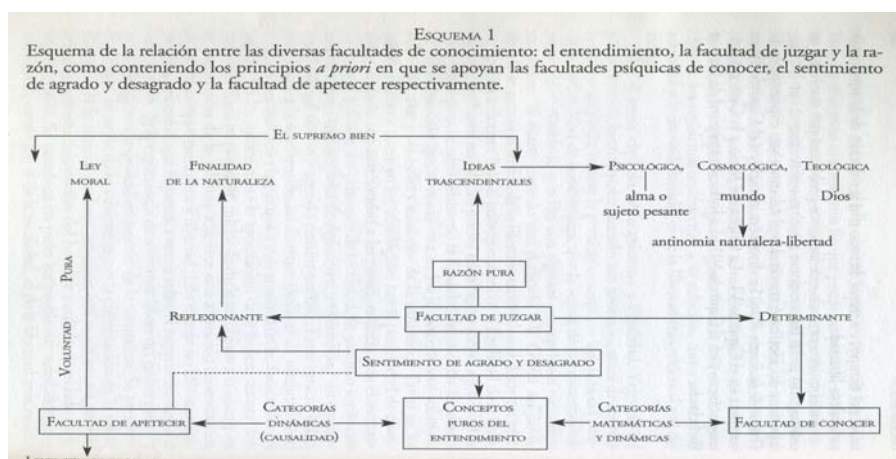 ESQUEMA 1
Esquema de la relación entre las diversas facultades de conocimiento: el entendimiento, la facultad de juzgar y la ra-
zón, como conteniendo los principios a priori en que se apoyan las facultades psíquicas de conocer, el sentimiento
de agrado y desagrado y la facultad de apetecer respectivamente.
EL SUPREMO BIEN
LEY
MORAL
FINALIDAD
DE LA NATURALEZA
IDEAS
TRASCENDENTALES
PSICOLÓGICA, COSMOLÓGICA, TEOLÓGICA
alma o
sujeto pesante
mundo
Dios
antinomia naturaleza-libertad
RAZÓN PURA
VOLUNTAD PURA
REFLEXIONANTE
FACULTAD DE JUZGAR
DETERMINANTE
SENTIMIENTO DE AGRADO Y DESAGRADO
FACULTAD DE APETECER
CATEGORÍAS
DINÁMICAS
(CAUSALIDAD)
CONCEPTOS
PUROS DEL
ENTENDIMIENTO
CATEGORÍAS
MATEMÁTICAS
Y DINÁMICAS
FACULTAD DE CONOCER